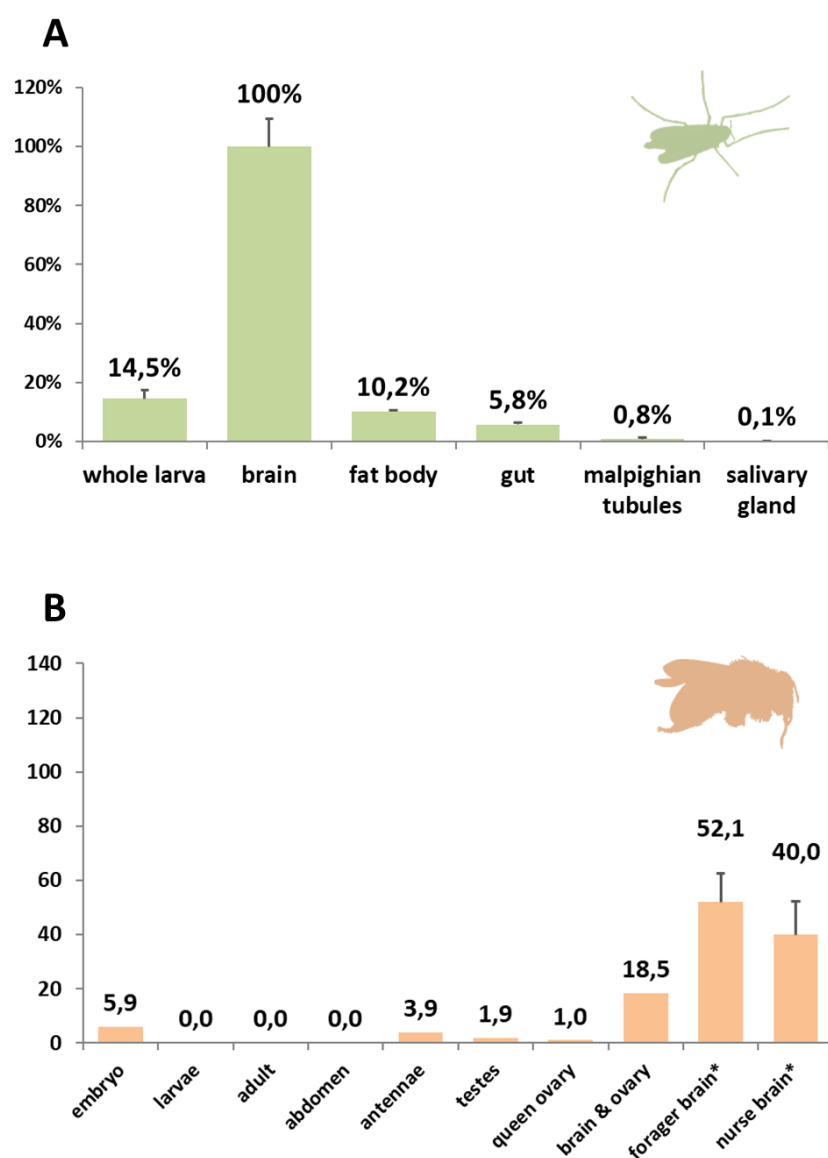 A
120%
100%
80%
60%
40%
20%
0%
14,5%
100%
10,2%
5,8%
0,8%
0,1%
whole larva
brain
fat body
gut
malpighian
tubules
salivary
gland
B
140
120
100
80
60
40
20
0
5,9
0,0
0,0
0,0
3,9
1,9
1,0
18,5
52,1
40,0
embryo
larvae
adult
abdomen
antennae
testes
queen ovary
brain & ovary
forager brain*
nurse brain*